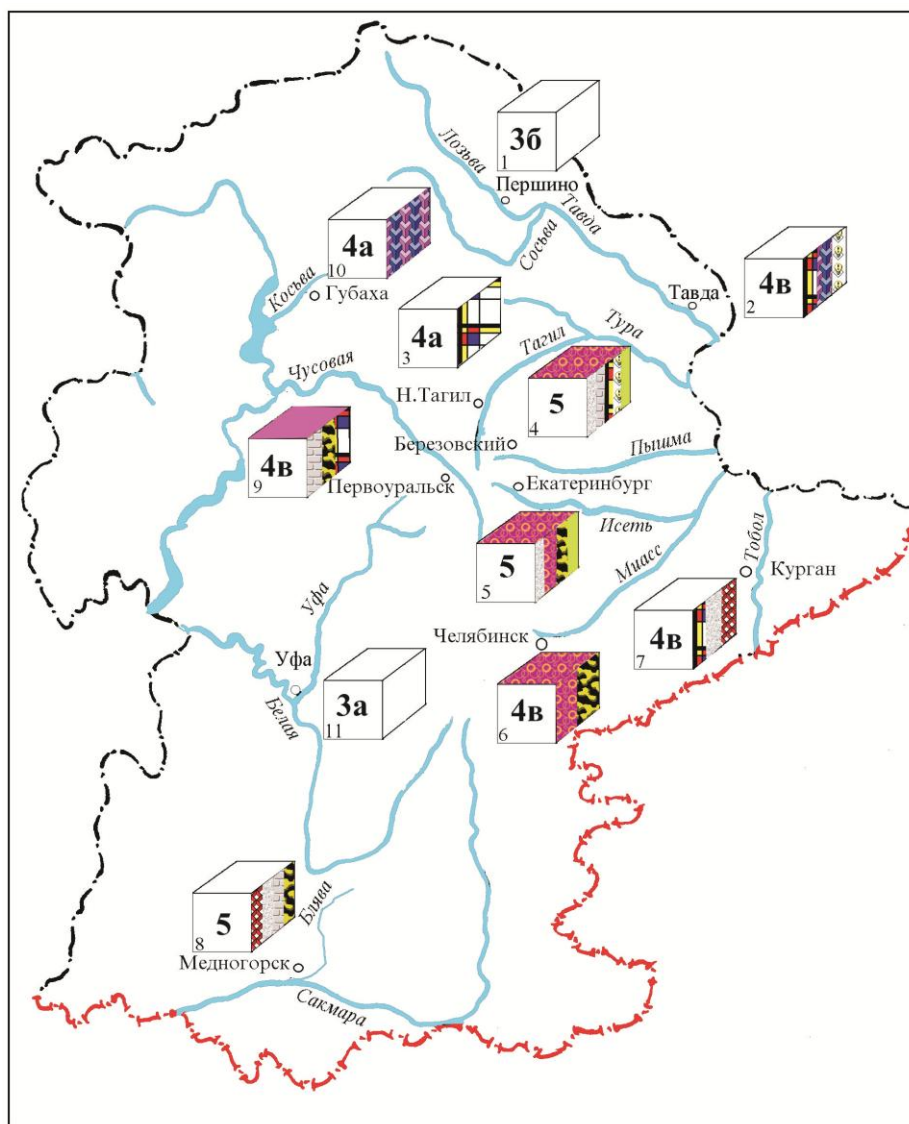 3б
1
Лозьва
Першино
Тавда
Сосьва
4а
10
Косьва
Губаха
4в
2
Тавда
4а
3
Тура
Тагил
Чусовая
Н.Тагил
5
4
Березовский
Пышма
4в
9
Первоуральск
Екатеринбург
Исеть
5
5
Миасс
Тобол
Курган
Уфа
Челябинск
4в
7
Уфа
Белая
3а
11
4в
6
5
8
Блява
Медногорск
Сакмара